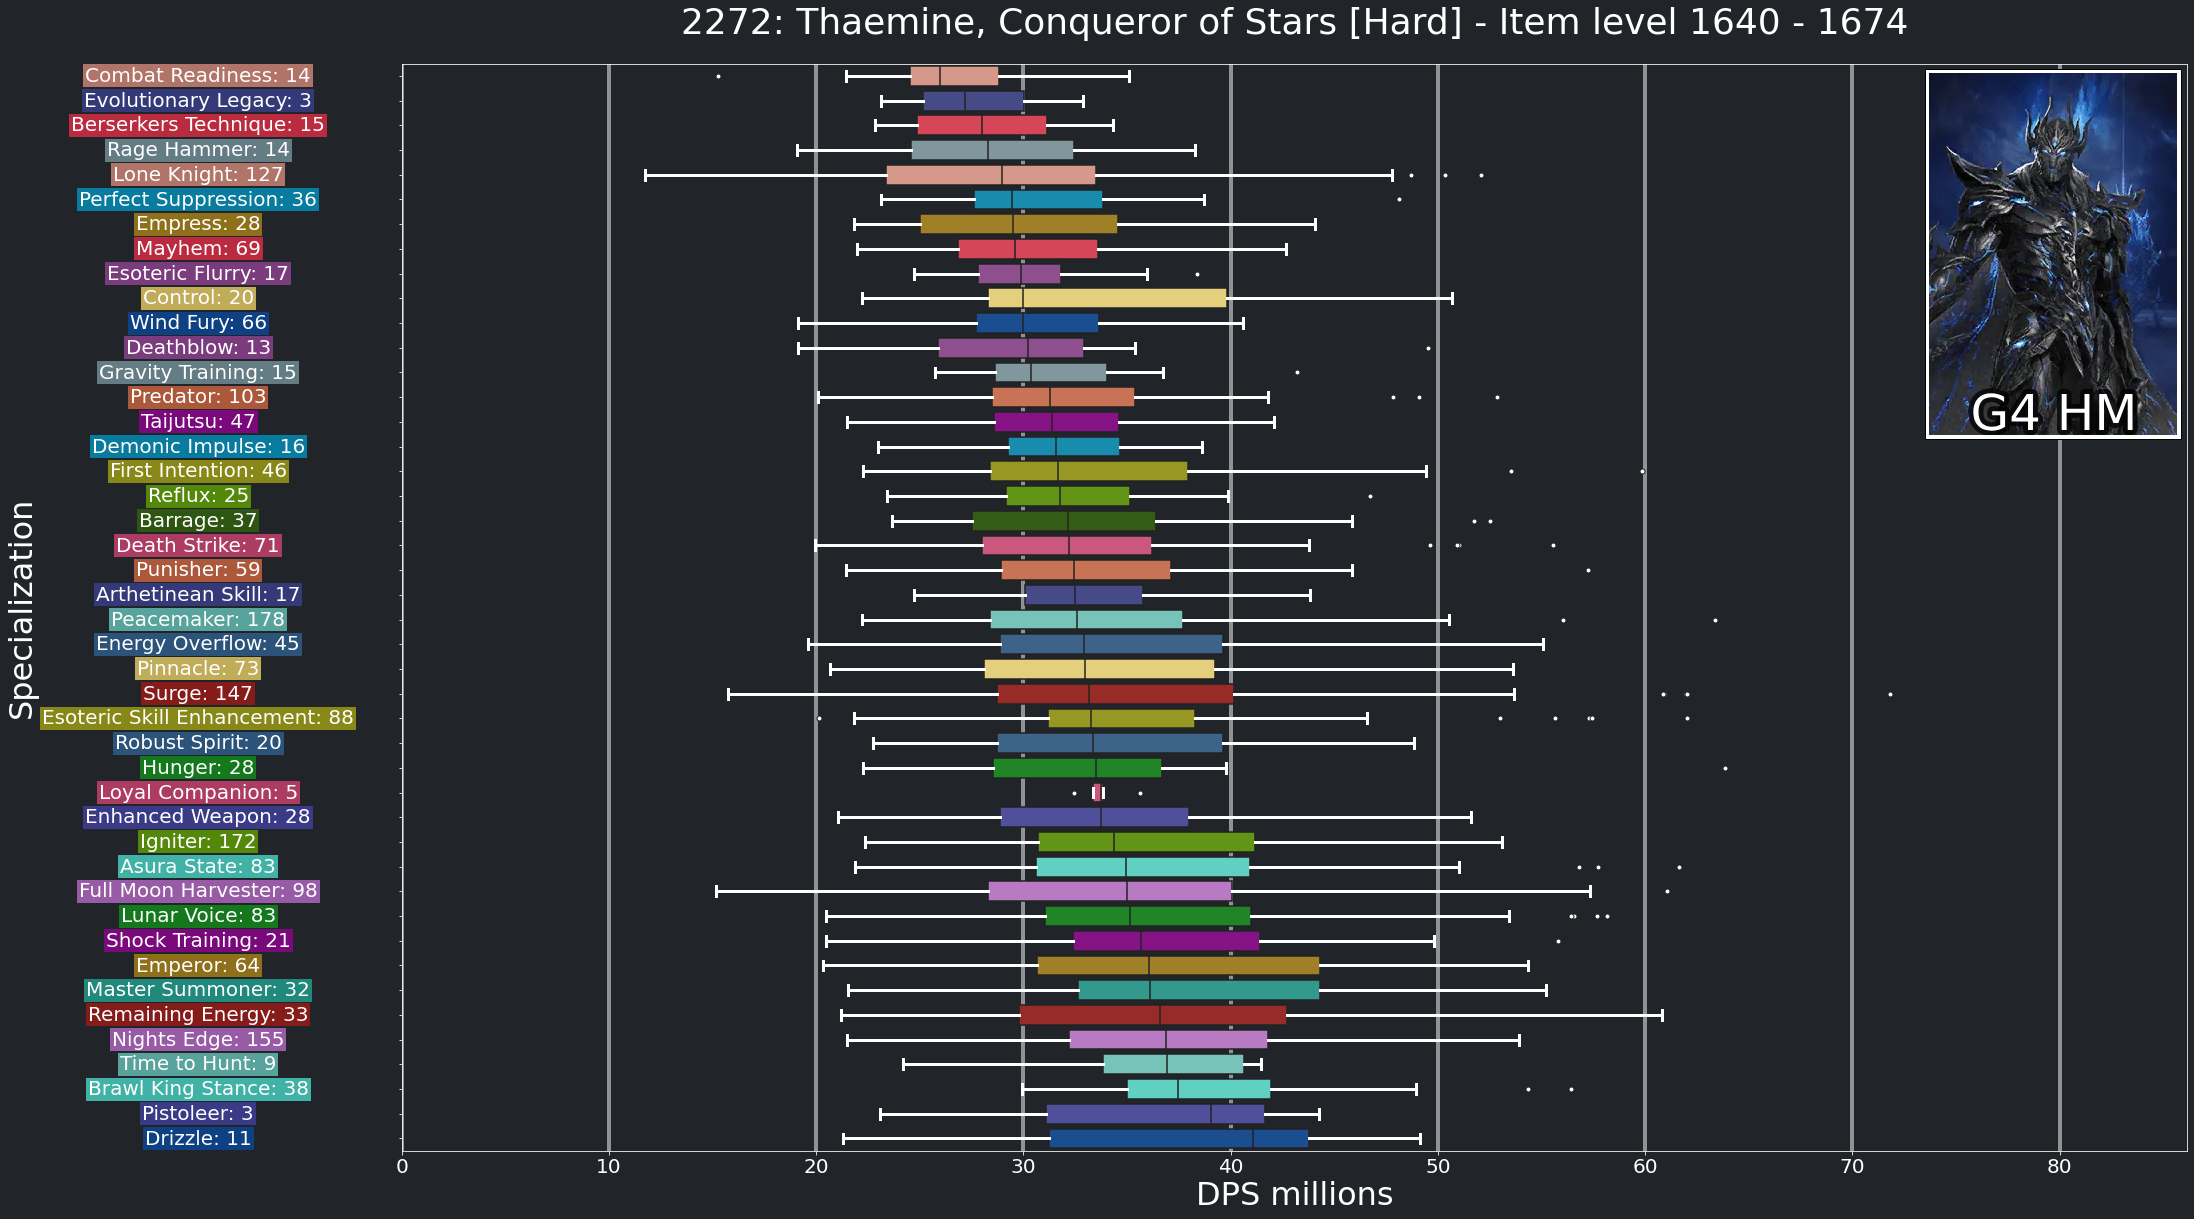 2272: Thaemine, Conqueror of Stars [Hard] - Item level 1640 - 1674
Combat Readiness: 14
Evolutionary Legacy: 3
Berserkers Technique: 15
Rage Hammer: 14
Lone Knight: 127
Perfect Suppression: 36
Empress: 28
Mayhem: 69
Esoteric Flurry: 17
Control: 20
Wind Fury: 66
Deathblow: 13
Gravity Training: 15
Predator: 103
Taijutsu: 47
Demonic Impulse: 16
First Intention: 46
Reflux: 25
Barrage: 37
Death Strike: 71
Punisher: 59
Arthetinean Skill: 17
Peacemaker: 178
Energy Overflow: 45
Pinnacle: 73
Surge: 147
Esoteric Skill Enhancement: 88
Robust Spirit: 20
Hunger: 28
Loyal Companion: 5
Enhanced Weapon: 28
Igniter: 172
Asura State: 83
Full Moon Harvester: 98
Lunar Voice: 83
Shock Training: 21
Emperor: 64
Master Summoner: 32
Remaining Energy: 33
Nights Edge: 155
Time to Hunt: 9
Brawl King Stance: 38
Pistoleer: 3
Drizzle: 11
Specialization
G4 HM
0 10 20 30 40 50 60 70 80
DPS millions